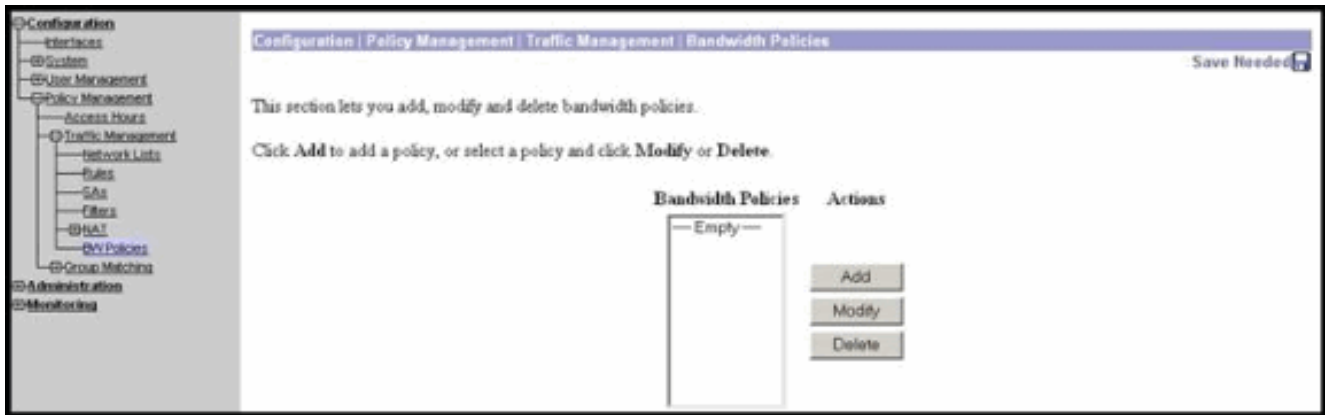 Configuration
Interfaces
System
User Management
Policy Management
Access Hours
Traffic Management
Network Lists
Rules
SAs
Filters
NAT
BW Policies
Group Matching
Administration
Monitoring
Configuration | Policy Management | Traffic Management | Bandwidth Policies
Save Needed
This section lets you add, modify and delete bandwidth policies.
Click Add to add a policy, or select a policy and click Modify or Delete.
Bandwidth Policies Actions
—Empty—
Add
Modify
Delete